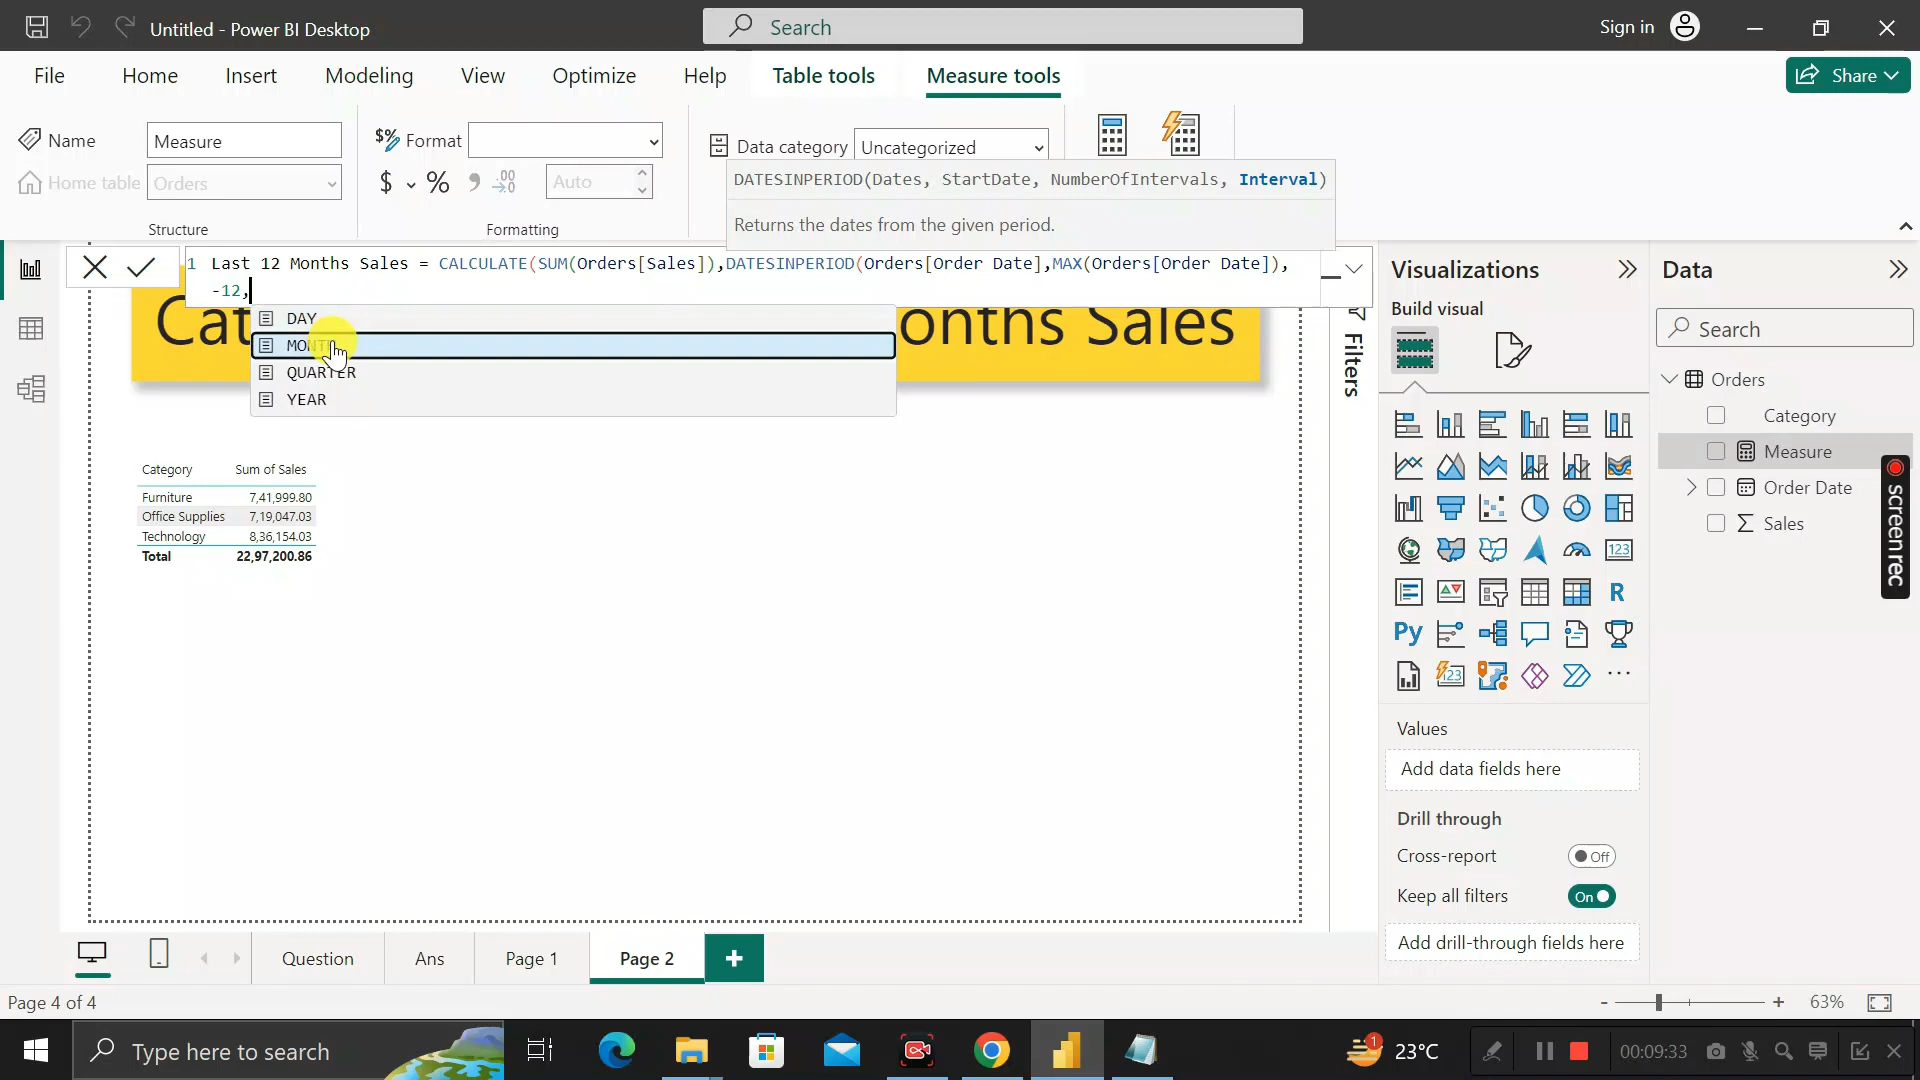 Untitled - Power BI Desktop
Search
Sign in
File
Home
Insert
Modeling
View
Optimize
Help
Table tools
Measure tools
Share
Name
Measure
Home table
Orders
Structure
$% Format
$
%
Auto
Formatting
Data category
Uncategorized
DATESINPERIOD(Dates, StartDate, NumberOfIntervals, Interval)
Returns the dates from the given period.
1 Last 12 Months Sales = CALCULATE(SUM(Orders[Sales]),DATESINPERIOD(Orders[Order Date],MAX(Orders[Order Date]),
-12,
DAY
MONTH
QUARTER
YEAR
onths Sales
Category Sum of Sales
Furniture 7,41,999.80
Office Supplies 7,19,047.03
Technology 8,36,154.03
Total 22,97,200.86
Filters
Visualizations
Build visual
123
R
Py
123
Values
Add data fields here
Drill through
Cross-report
Off
Keep all filters
On
Add drill-through fields here
Data
Search
Orders
Category
Measure
Order Date
Sales
screen rec
Question
Ans
Page 1
Page 2
Page 4 of 4
- + 63%
Type here to search
1
23°C
00:09:33